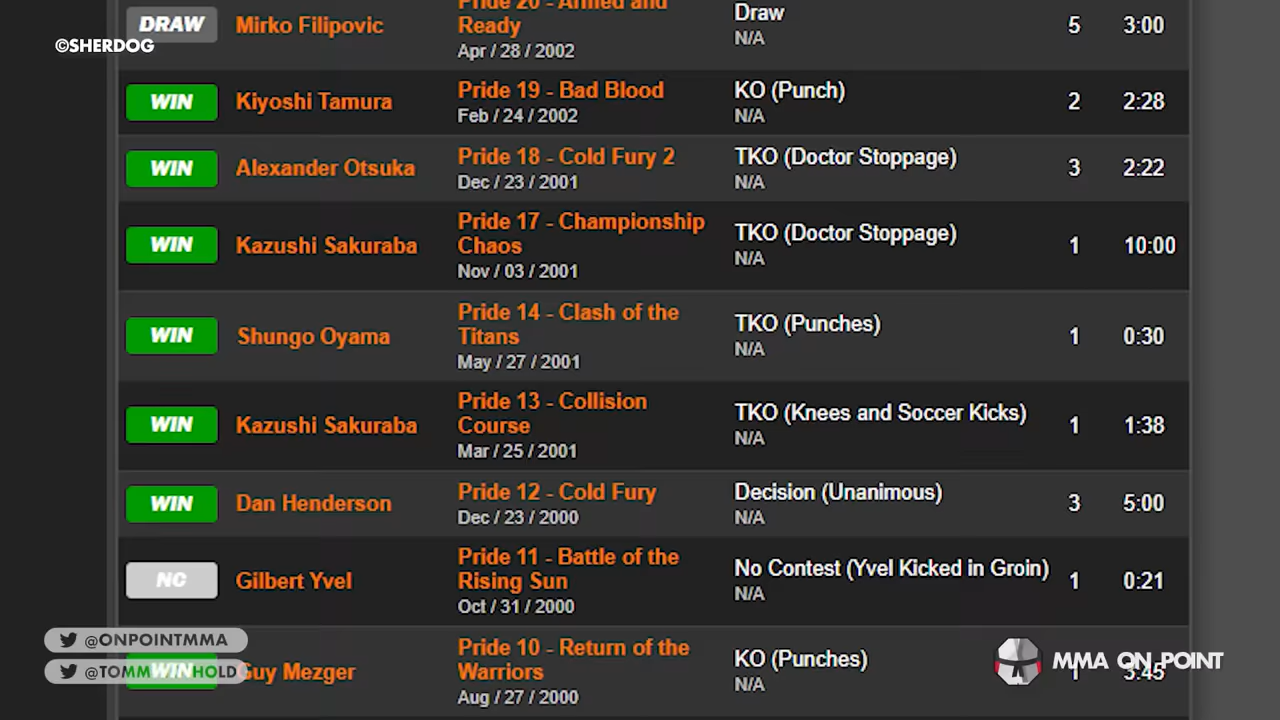 Pride 20 - Armed and
DRAW Mirko Filipovic Ready Draw 5 3:00
Apr / 28 / 2002 N/A
©SHERDOG
WIN Kiyoshi Tamura Pride 19 - Bad Blood KO (Punch) 2 2:28
Feb / 24 / 2002 N/A
WIN Alexander Otsuka Pride 18 - Cold Fury 2 TKO (Doctor Stoppage) 3 2:22
Dec / 23 / 2001 N/A
Pride 17 - Championship
WIN Kazushi Sakuraba Chaos TKO (Doctor Stoppage) 1 10:00
Nov / 03 / 2001 N/A
Pride 14 - Clash of the
WIN Shungo Oyama Titans TKO (Punches) 1 0:30
May / 27 / 2001 N/A
Pride 13 - Collision
WIN Kazushi Sakuraba Course TKO (Knees and Soccer Kicks) 1 1:38
Mar / 25 / 2001 N/A
WIN Dan Henderson Pride 12 - Cold Fury Decision (Unanimous) 3 5:00
Dec / 23 / 2000 N/A
Pride 11 - Battle of the
NC Gilbert Yvel Rising Sun No Contest (Yvel Kicked in Groin) 1 0:21
Oct / 31 / 2000 N/A
@ONPOINTMMA
Pride 10 - Return of the
WIN Guy Mezger Warriors KO (Punches) 1 3:45
Aug / 27 / 2000 N/A
MMA ON POINT